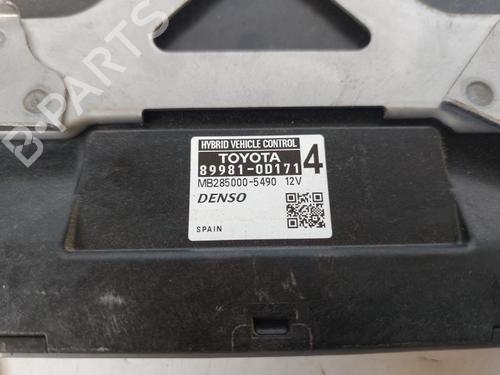 HYBRID VEHICLE CONTROL
TOYOTA
4
89981-0D171
MB285000-5490 12V
DENSO
SPAIN
B-PARTS